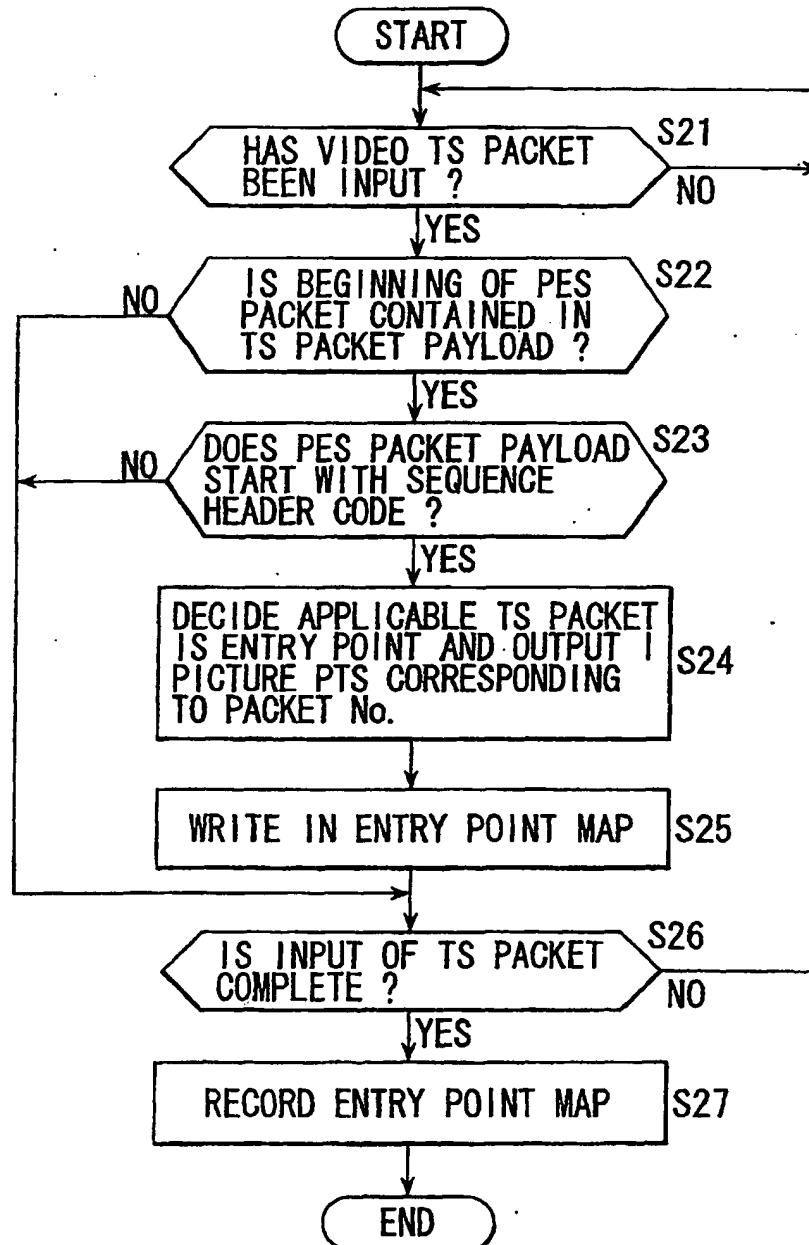 START
HAS VIDEO TS PACKET
BEEN INPUT ?
S21
NO
YES
IS BEGINNING OF PES
PACKET CONTAINED IN
TS PACKET PAYLOAD ?
S22
NO
YES
DOES PES PACKET PAYLOAD
START WITH SEQUENCE
HEADER CODE ?
S23
NO
YES
DECIDE APPLICABLE TS PACKET
IS ENTRY POINT AND OUTPUT I
PICTURE PTS CORRESPONDING
TO PACKET No.
S24
WRITE IN ENTRY POINT MAP
S25
IS INPUT OF TS PACKET
COMPLETE ?
S26
NO
YES
RECORD ENTRY POINT MAP
S27
END